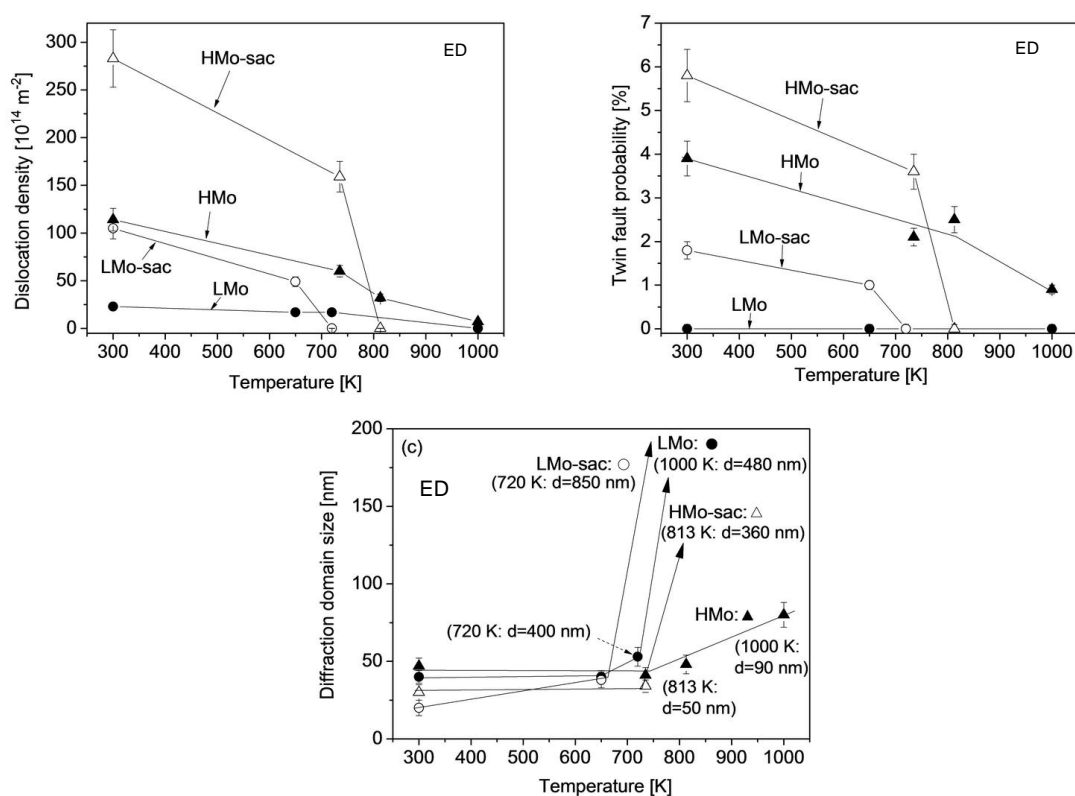 Dislocation density [10¹⁴ m⁻²]
300
250
200
150
100
50
0
ED
HMo-sac
HMo
LMo-sac
LMo
300 400 500 600 700 800 900 1000
Temperature [K]
Twin fault probability [%]
7
6
5
4
3
2
1
0
ED
HMo-sac
HMo
LMo-sac
LMo
300 400 500 600 700 800 900 1000
Temperature [K]
Diffraction domain size [nm]
200
150
100
50
0
(c)
ED
LMo-sac:
(720 K: d=850 nm)
LMo:
(1000 K: d=480 nm)
HMo-sac:
(813 K: d=360 nm)
(720 K: d=400 nm)
HMo:
(1000 K:
d=90 nm)
(813 K:
d=50 nm)
300 400 500 600 700 800 900 1000
Temperature [K]